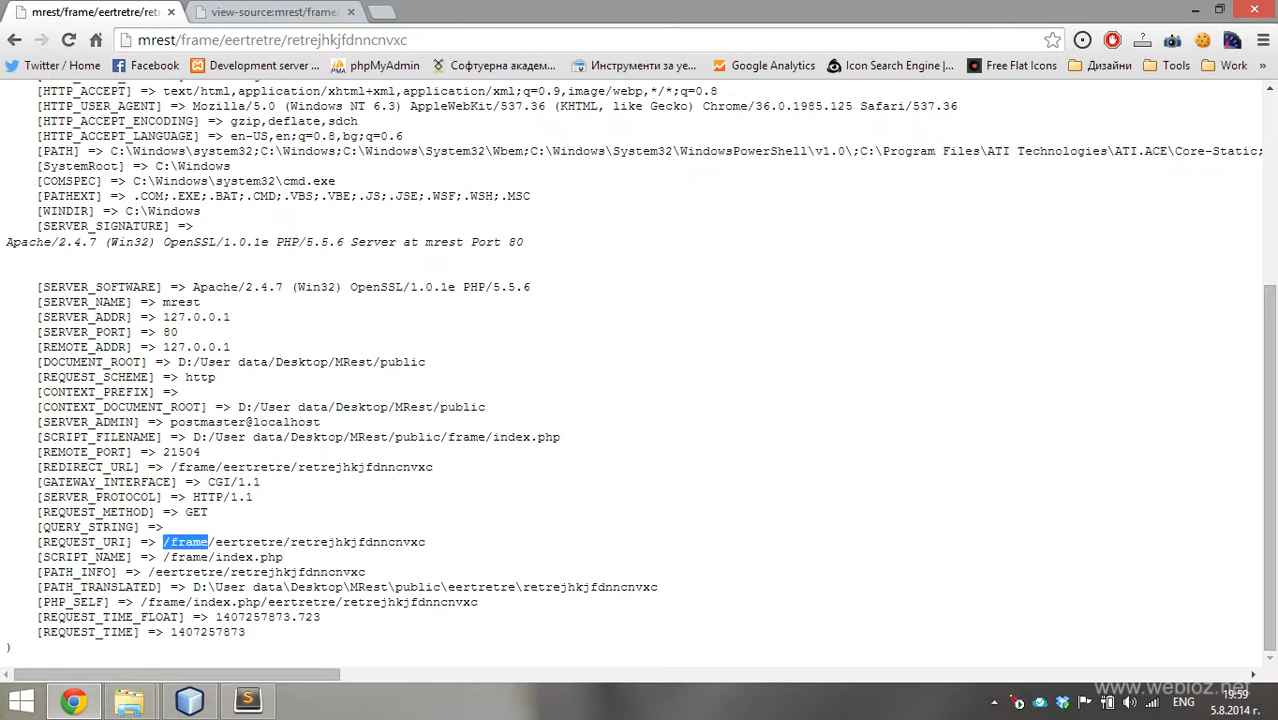 mrest/frame/eertretre/ret
view-source:mrest/frame/
mrest/frame/eertretre/retrejhkjfdnncnvxc
Twitter / Home
Facebook
Development server ...
phpMyAdmin
Софтуерна академ...
Инструменти за уе...
Google Analytics
Icon Search Engine |...
Free Flat Icons
Дизайни
Tools
Work
»
[HTTP_ACCEPT] => text/html,application/xhtml+xml,application/xml;q=0.9,image/webp,*/*;q=0.8
[HTTP_USER_AGENT] => Mozilla/5.0 (Windows NT 6.3) AppleWebKit/537.36 (KHTML, like Gecko) Chrome/36.0.1985.125 Safari/537.36
[HTTP_ACCEPT_ENCODING] => gzip,deflate,sdch
[HTTP_ACCEPT_LANGUAGE] => en-US,en;q=0.8,bg;q=0.6
[PATH] => C:\Windows\system32;C:\Windows;C:\Windows\System32\Wbem;C:\Windows\System32\WindowsPowerShell\v1.0\;C:\Program Files\ATI Technologies\ATI.ACE\Core-Static;
[SystemRoot] => C:\Windows
[COMSPEC] => C:\Windows\system32\cmd.exe
[PATHEXT] => .COM;.EXE;.BAT;.CMD;.VBS;.VBE;.JS;.JSE;.WSF;.WSH;.MSC
[WINDIR] => C:\Windows
[SERVER_SIGNATURE] =>
Apache/2.4.7 (Win32) OpenSSL/1.0.1e PHP/5.5.6 Server at mrest Port 80
[SERVER_SOFTWARE] => Apache/2.4.7 (Win32) OpenSSL/1.0.1e PHP/5.5.6
[SERVER_NAME] => mrest
[SERVER_ADDR] => 127.0.0.1
[SERVER_PORT] => 80
[REMOTE_ADDR] => 127.0.0.1
[DOCUMENT_ROOT] => D:/User data/Desktop/MRest/public
[REQUEST_SCHEME] => http
[CONTEXT_PREFIX] =>
[CONTEXT_DOCUMENT_ROOT] => D:/User data/Desktop/MRest/public
[SERVER_ADMIN] => postmaster@localhost
[SCRIPT_FILENAME] => D:/User data/Desktop/MRest/public/frame/index.php
[REMOTE_PORT] => 21504
[REDIRECT_URL] => /frame/eertretre/retrejhkjfdnncnvxc
[GATEWAY_INTERFACE] => CGI/1.1
[SERVER_PROTOCOL] => HTTP/1.1
[REQUEST_METHOD] => GET
[QUERY_STRING] =>
[REQUEST_URI] => /frame/eertretre/retrejhkjfdnncnvxc
[SCRIPT_NAME] => /frame/index.php
[PATH_INFO] => /eertretre/retrejhkjfdnncnvxc
[PATH_TRANSLATED] => D:\User data\Desktop\MRest\public\eertretre\retrejhkjfdnncnvxc
[PHP_SELF] => /frame/index.php/eertretre/retrejhkjfdnncnvxc
[REQUEST_TIME_FLOAT] => 1407257873.723
[REQUEST_TIME] => 1407257873
)
www.webioz.net
ENG
19:59
5.8.2014 г.